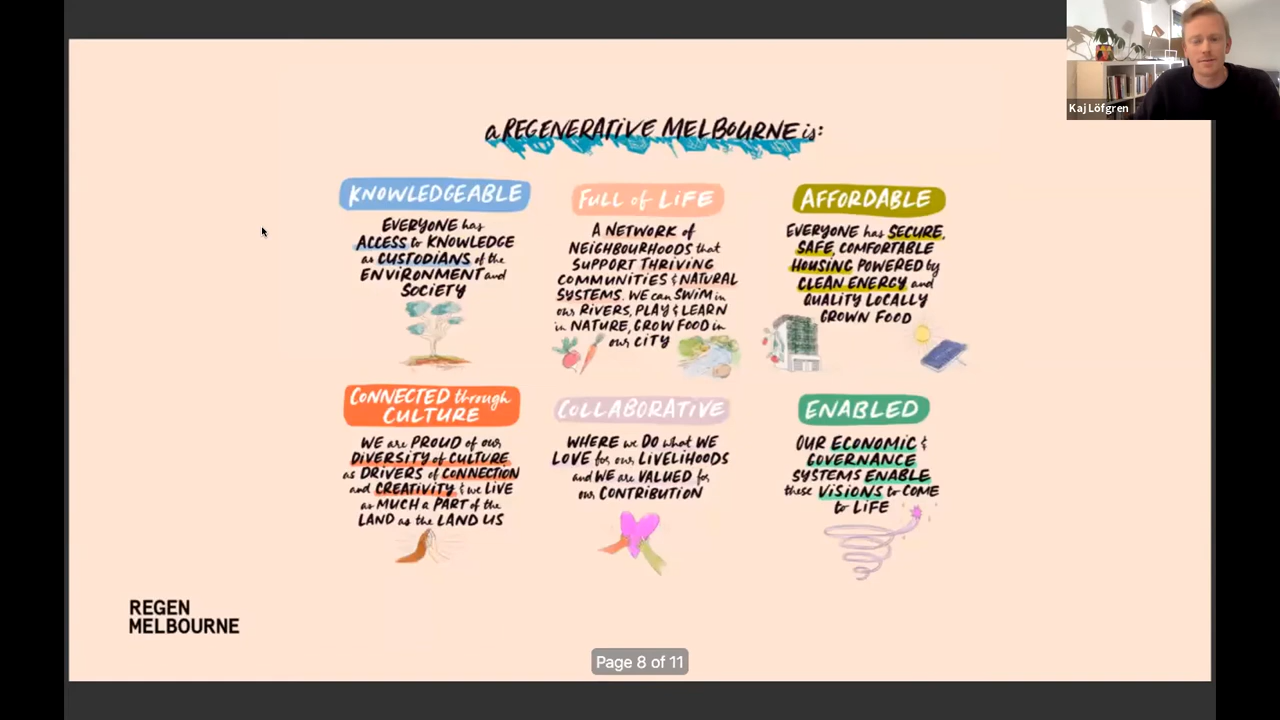 Kaj Löfgren
a REGENERATIVE MELBOURNE is:
KNOWLEDGEABLE
EVERYONE has
ACCESS to KNOWLEDGE
as CUSTODIANS of the
ENVIRONMENT and
SOCIETY
FULL of LiFE
A NETWORK of
NEIGHBOURHOODS that
SUPPORT THRIVING
COMMUNITIES & NATURAL
SYSTEMS. WE can SWIM in
our RIVERS, PLAY & LEARN
in NATURE, GROW FOOD in
our CITY
AFFORDABLE
EVERYONE has SECURE,
SAFE, COMFORTABLE
HOUSING POWERED by
CLEAN ENERGY and
QUALITY LOCALLY
GROWN FOOD
CONNECTED through
CULTURE
WE are PROUD of our
DIVERSITY of CULTURE
as DRIVERS of CONNECTION
and CREATIVITY & we LIVE
as MUCH a PART of the
LAND as the LAND US
COLLABORATiVE
WHERE we DO what WE
LOVE for our LIVELIHOODS
and WE are VALUED for
our CONTRIBUTION
ENABLED
OUR ECONOMIC &
GOVERNANCE
SYSTEMS ENABLE
these VISIONS to COME
to LIFE
REGEN
MELBOURNE
Page 8 of 11